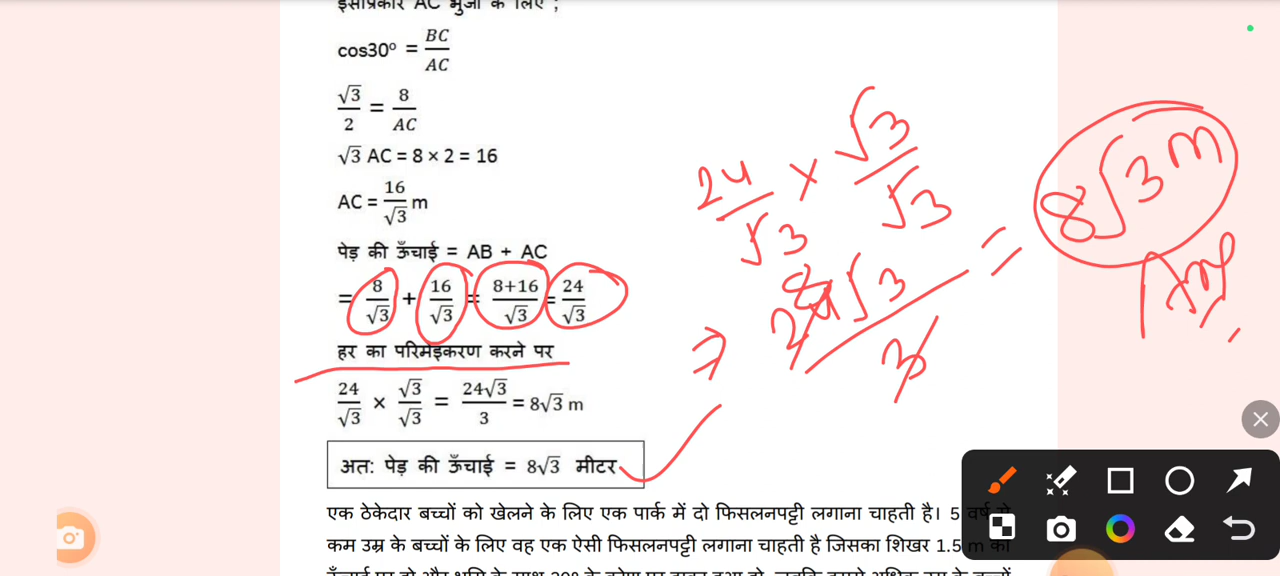 इसीप्रकार AC भुजा के लिए ;
cos30⁰ = BC/AC
√3/2 = 8/AC
√3 AC = 8 × 2 = 16
AC = 16/√3 m
पेड़ की ऊँचाई = AB + AC
= 8/√3 + 16/√3 = 8+16/√3 = 24/√3
हर का परिमेइकरण करने पर
24/√3 × √3/√3 = 24√3/3 = 8√3 m
अत: पेड़ की ऊँचाई = 8√3 मीटर
एक ठेकेदार बच्चों को खेलने के लिए एक पार्क में दो फिसलनपट्टी लगाना चाहती है। 5 वर्ष से
कम उम्र के बच्चों के लिए वह एक ऐसी फिसलनपट्टी लगाना चाहती है जिसका शिखर 1.5 m की
24/√3 × √3/√3
⇒ 24√3/3 = 8√3 m
8
Ans